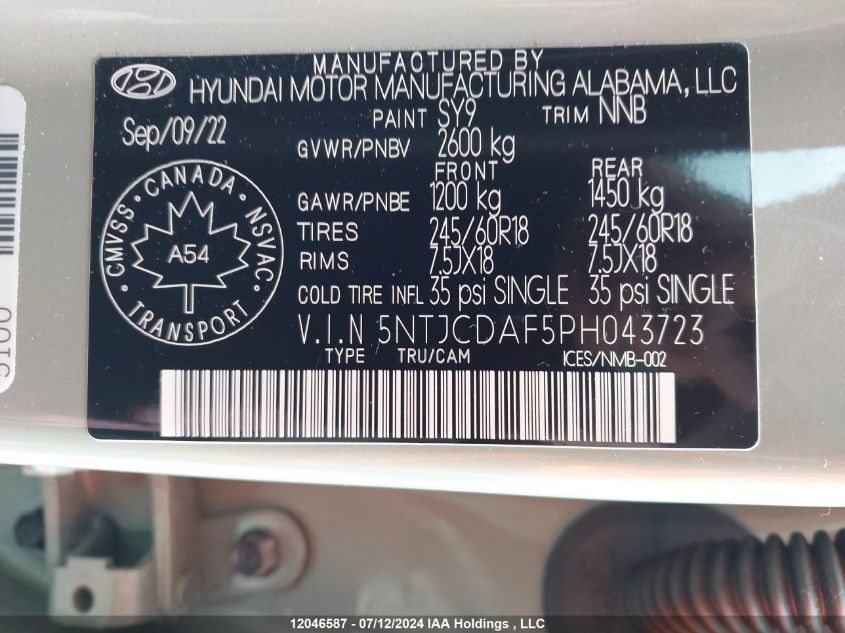 MANUFACTURED BY
HYUNDAI MOTOR MANUFACTURING ALABAMA, LLC
Sep/09/22
PAINT SY9 TRIM NNB
GVWR/PNBV 2600 kg
FRONT REAR
GAWR/PNBE 1200 kg 1450 kg
TIRES 245/60R18 245/60R18
RIMS 7.5JX18 7.5JX18
COLD TIRE INFL 35 psi SINGLE 35 psi SINGLE
V.I.N 5NTJCDAF5PH043723
TYPE TRU/CAM ICES/NMB-002
CMVSS · CANADA · NSVAC · TRANSPORT ·
A54
5100
12046587 - 07/12/2024 IAA Holdings , LLC